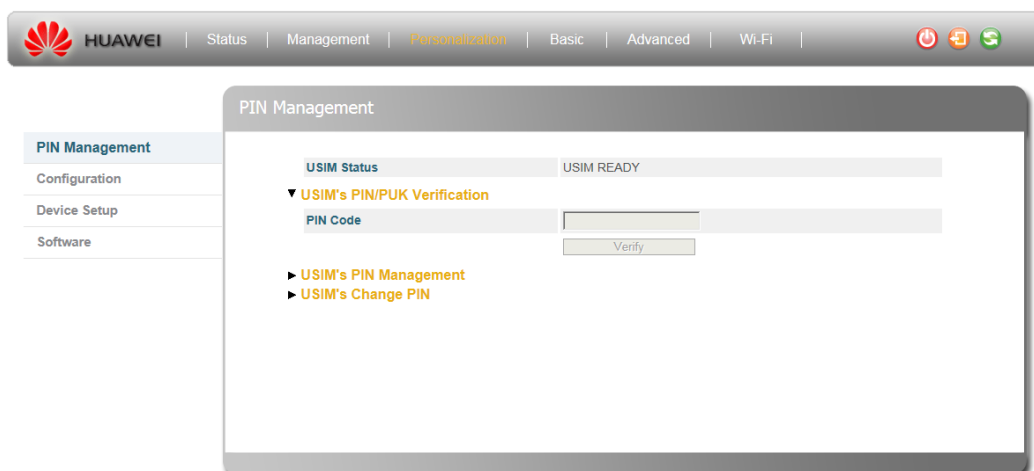 HUAWEI | Status | Management | Personalization | Basic | Advanced | Wi-Fi |
PIN Management
PIN Management
Configuration
Device Setup
Software
USIM Status USIM READY
USIM's PIN/PUK Verification
PIN Code
Verify
USIM's PIN Management
USIM's Change PIN